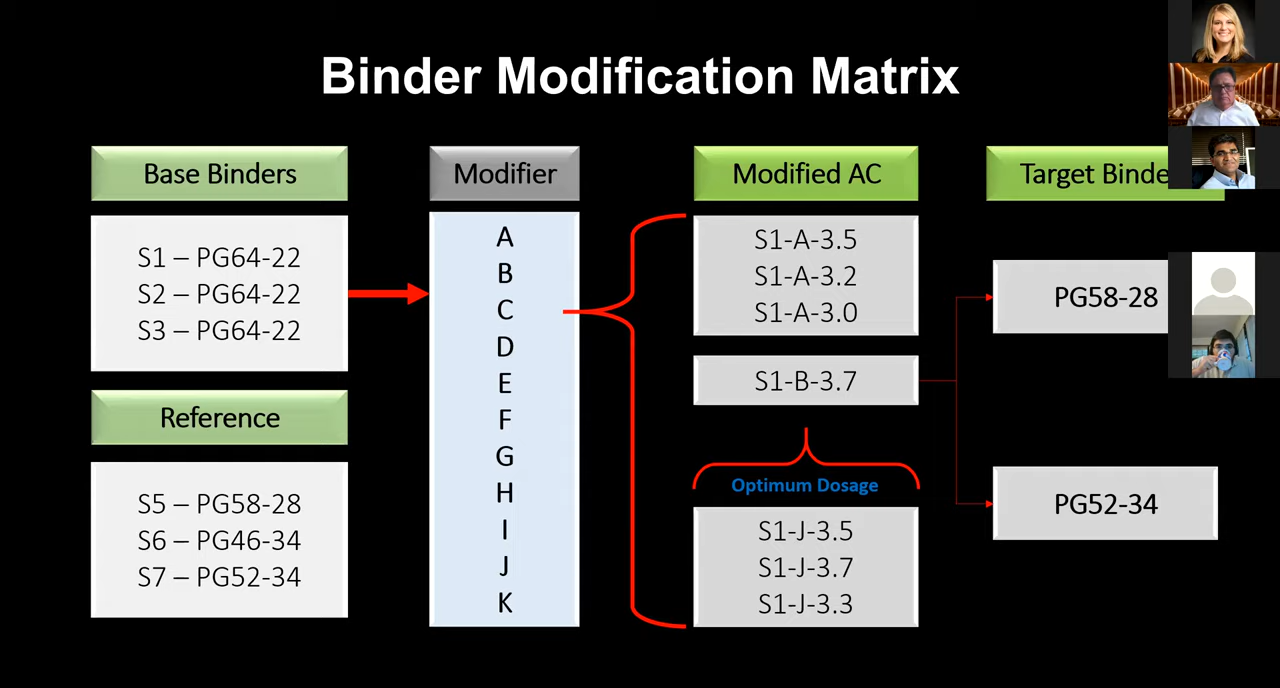 Binder Modification Matrix
Base Binders
S1 – PG64-22
S2 – PG64-22
S3 – PG64-22
Reference
S5 – PG58-28
S6 – PG46-34
S7 – PG52-34
Modifier
A
B
C
D
E
F
G
H
I
J
K
Modified AC
S1-A-3.5
S1-A-3.2
S1-A-3.0
S1-B-3.7
Optimum Dosage
S1-J-3.5
S1-J-3.7
S1-J-3.3
Target Binde
PG58-28
PG52-34